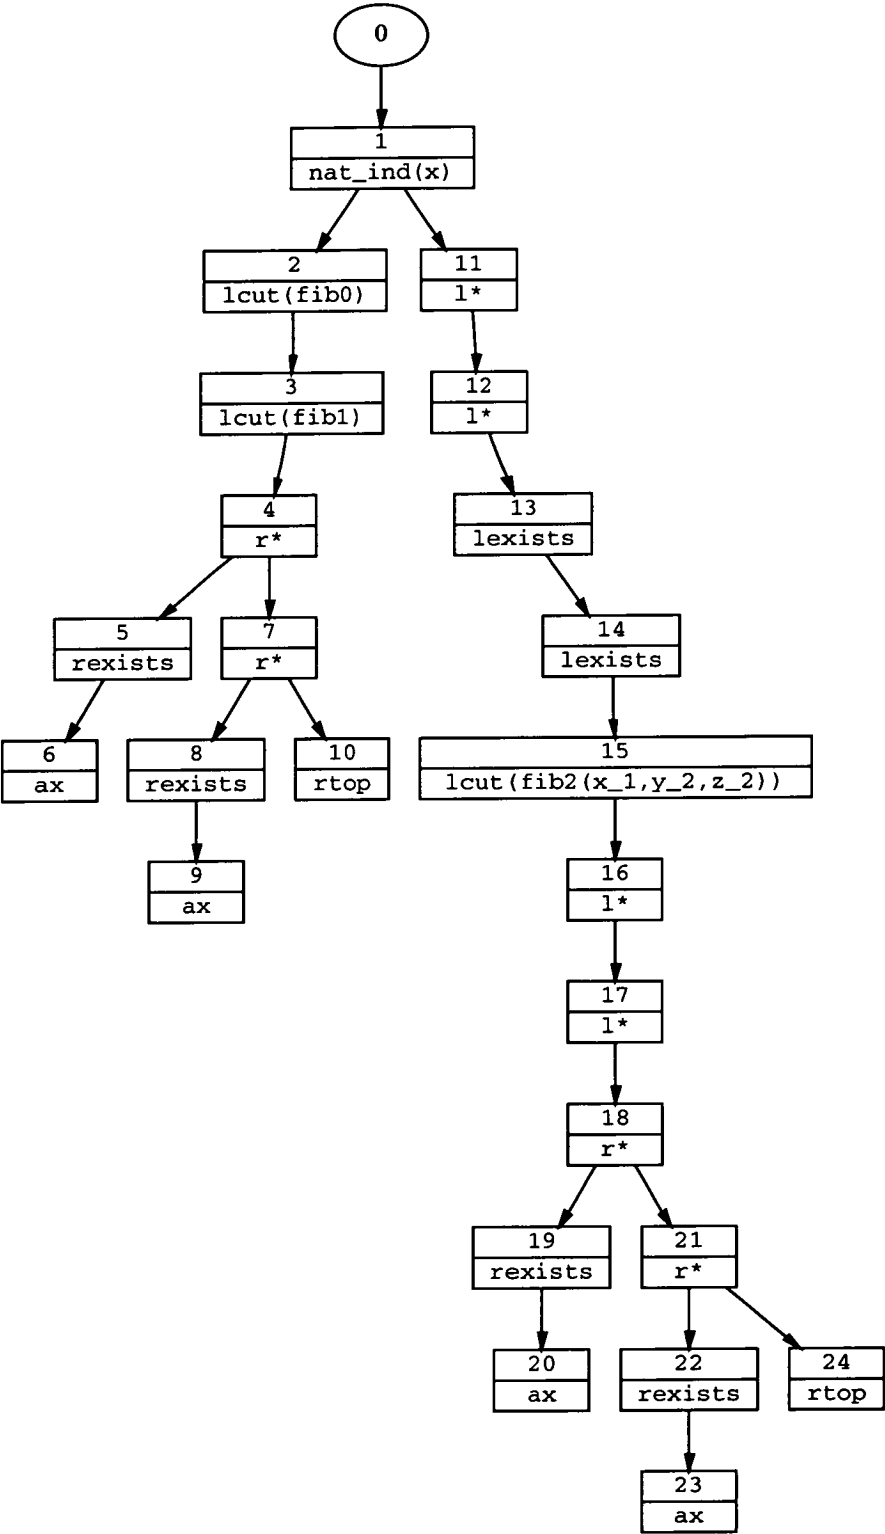 0
1
nat_ind(x)
2
lcut(fib0)
11
l*
3
lcut(fib1)
12
l*
4
r*
13
lexists
5
rexists
7
r*
14
lexists
6
ax
8
rexists
10
rtop
15
lcut(fib2(x_1,y_2,z_2))
9
ax
16
l*
17
l*
18
r*
19
rexists
21
r*
20
ax
22
rexists
24
rtop
23
ax